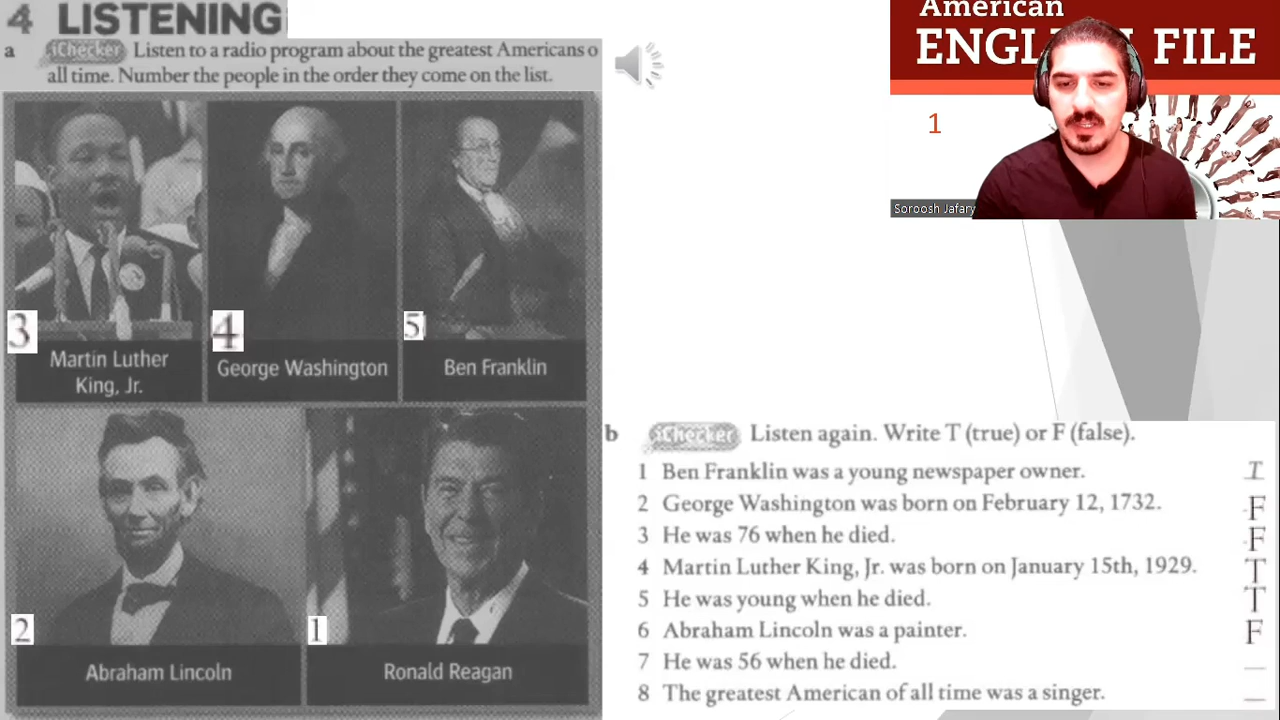 4 LISTENING
a iChecker Listen to a radio program about the greatest Americans o
all time. Number the people in the order they come on the list.
3
Martin Luther
King, Jr.
4
George Washington
5
Ben Franklin
2
Abraham Lincoln
1
Ronald Reagan
American
ENGL FILE
1
Soroosh Jafary
b iChecker Listen again. Write T (true) or F (false).
1 Ben Franklin was a young newspaper owner. T
2 George Washington was born on February 12, 1732. F
3 He was 76 when he died. F
4 Martin Luther King, Jr. was born on January 15th, 1929. T
5 He was young when he died. T
6 Abraham Lincoln was a painter. F
7 He was 56 when he died. _
8 The greatest American of all time was a singer. _